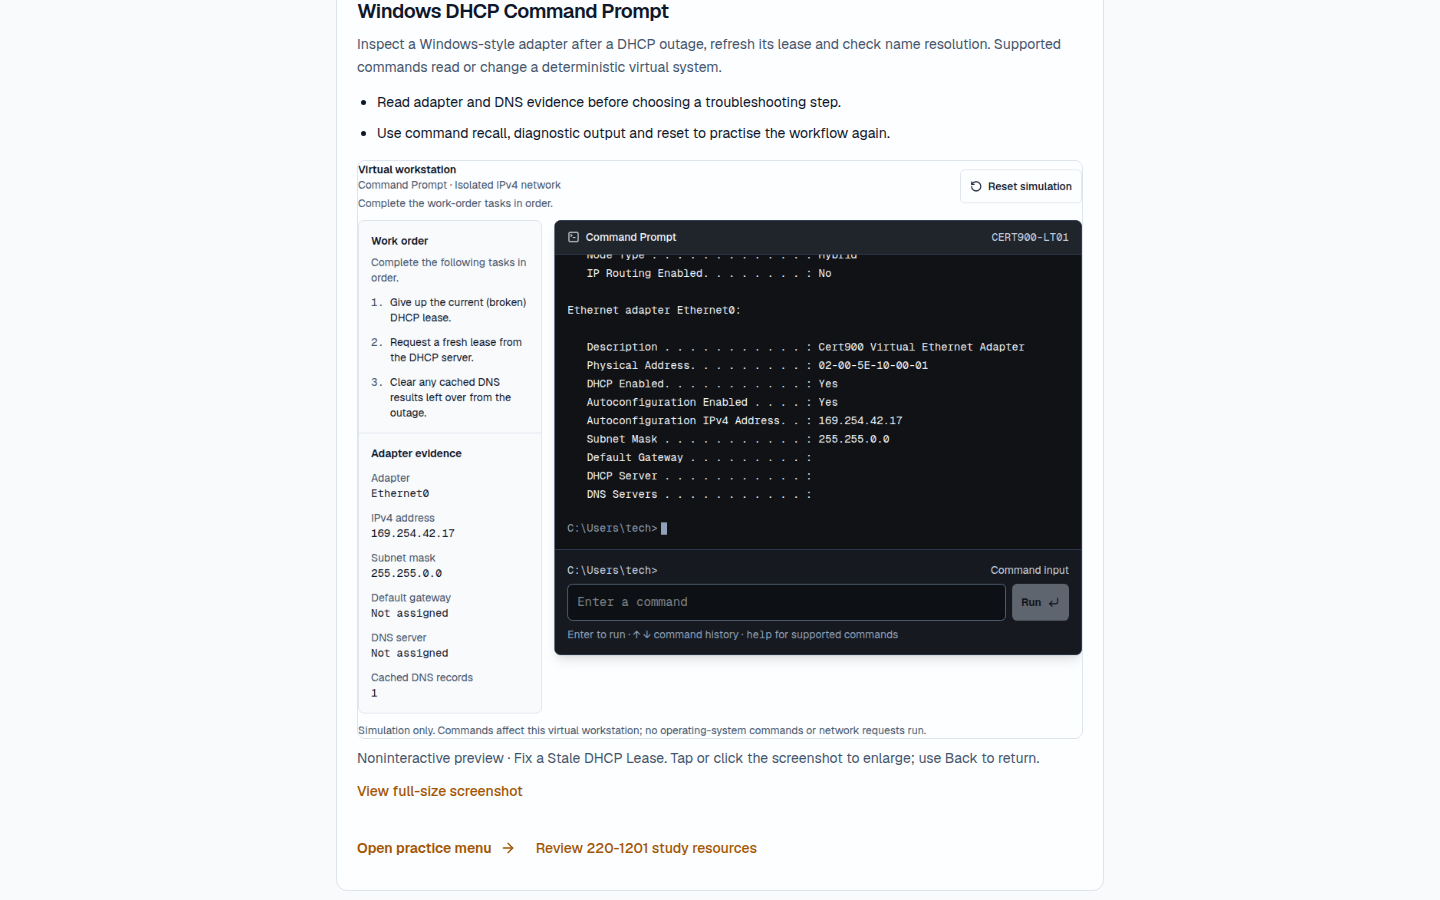 Windows DHCP Command Prompt
Inspect a Windows-style adapter after a DHCP outage, refresh its lease and check name resolution. Supported
commands read or change a deterministic virtual system.
• Read adapter and DNS evidence before choosing a troubleshooting step.
• Use command recall, diagnostic output and reset to practise the workflow again.
Virtual workstation
Command Prompt · Isolated IPv4 network
Complete the work-order tasks in order.
Reset simulation
Work order
Complete the following tasks in
order.
1. Give up the current (broken)
DHCP lease.
2. Request a fresh lease from
the DHCP server.
3. Clear any cached DNS
results left over from the
outage.
Adapter evidence
Adapter
Ethernet0
IPv4 address
169.254.42.17
Subnet mask
255.255.0.0
Default gateway
Not assigned
DNS server
Not assigned
Cached DNS records
1
Command Prompt
CERT900-LT01
Node Type . . . . . . . . . . . . : Hybrid
IP Routing Enabled. . . . . . . . : No
Ethernet adapter Ethernet0:
Description . . . . . . . . . . . : Cert900 Virtual Ethernet Adapter
Physical Address. . . . . . . . . : 02-00-5E-10-00-01
DHCP Enabled. . . . . . . . . . . : Yes
Autoconfiguration Enabled . . . . : Yes
Autoconfiguration IPv4 Address. . : 169.254.42.17
Subnet Mask . . . . . . . . . . . : 255.255.0.0
Default Gateway . . . . . . . . . :
DHCP Server . . . . . . . . . . . :
DNS Servers . . . . . . . . . . . :
C:\Users\tech>
C:\Users\tech>
Command input
Enter a command
Run ↵
Enter to run · ↑ ↓ command history · help for supported commands
Simulation only. Commands affect this virtual workstation; no operating-system commands or network requests run.
Noninteractive preview · Fix a Stale DHCP Lease. Tap or click the screenshot to enlarge; use Back to return.
View full-size screenshot
Open practice menu → Review 220-1201 study resources